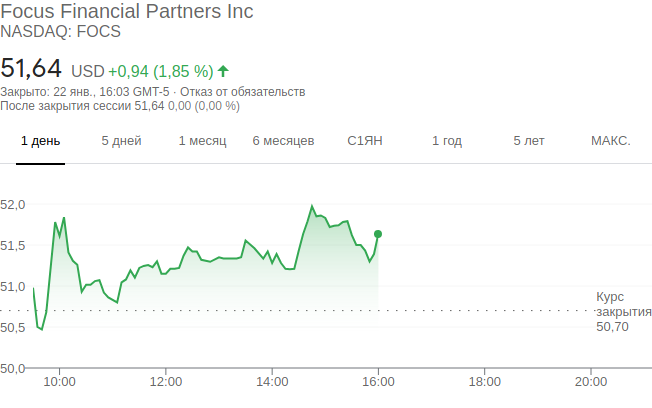 Focus Financial Partners Inc
NASDAQ: FOCS
51,64 USD +0,94 (1,85 %)
Закрыто: 22 янв., 16:03 GMT-5 · Отказ от обязательств
После закрытия сессии 51,64 0,00 (0,00 %)
1 день 5 дней 1 месяц 6 месяцев С1ЯН 1 год 5 лет МАКС.
52,0
51,5
51,0
Курс
закрытия
50,70
50,5
50,0
10:00 12:00 14:00 16:00 18:00 20:00